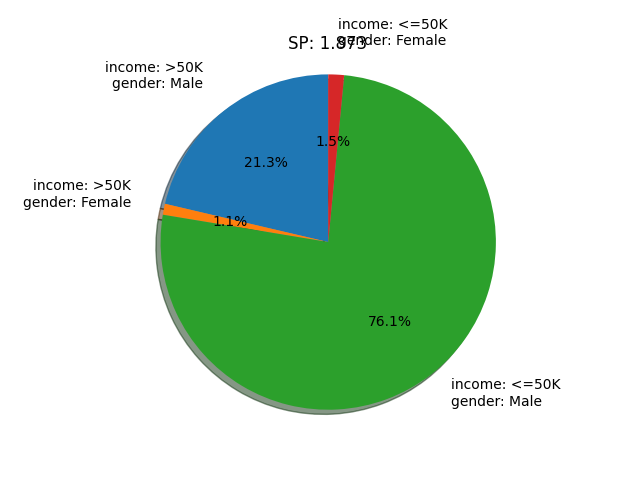 income: <=50K
gender: Female
SP: 1.873
income: >50K
gender: Male
1.5%
21.3%
income: >50K
gender: Female
1.1%
76.1%
income: <=50K
gender: Male